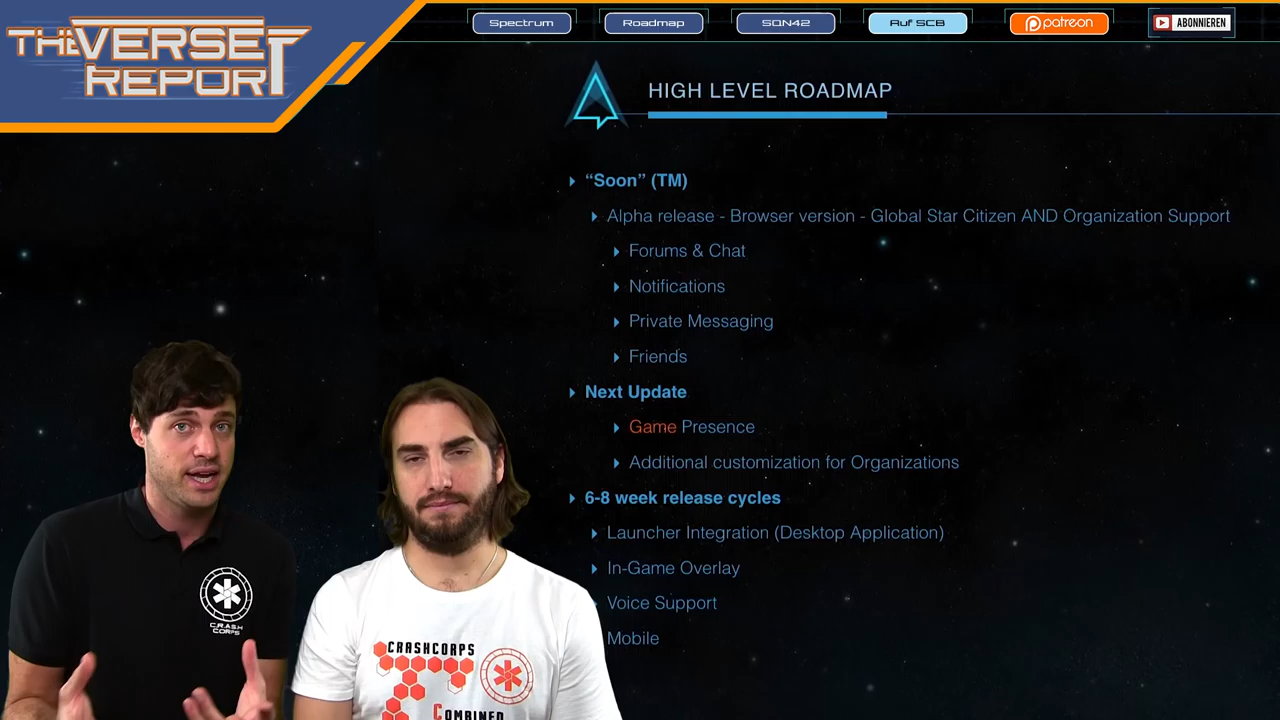 THE VERSE
REPORT
Spectrum
Roadmap
SQN42
Ruf SCB
patreon
ABONNIEREN
HIGH LEVEL ROADMAP
“Soon” (TM)
Alpha release - Browser version - Global Star Citizen AND Organization Support
Forums & Chat
Notifications
Private Messaging
Friends
Next Update
Game Presence
Additional customization for Organizations
6-8 week release cycles
Launcher Integration (Desktop Application)
In-Game Overlay
Voice Support
Mobile
C.R.A.S.H.
CORPS
CRASHCORPS
COMBINED